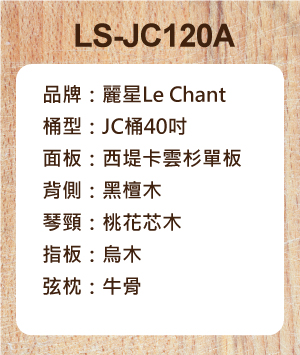 LS-JC120A
品牌：麗星Le Chant
桶型：JC桶40吋
面板：西堤卡雲杉單板
背側：黑檀木
琴頸：桃花芯木
指板：烏木
弦枕：牛骨